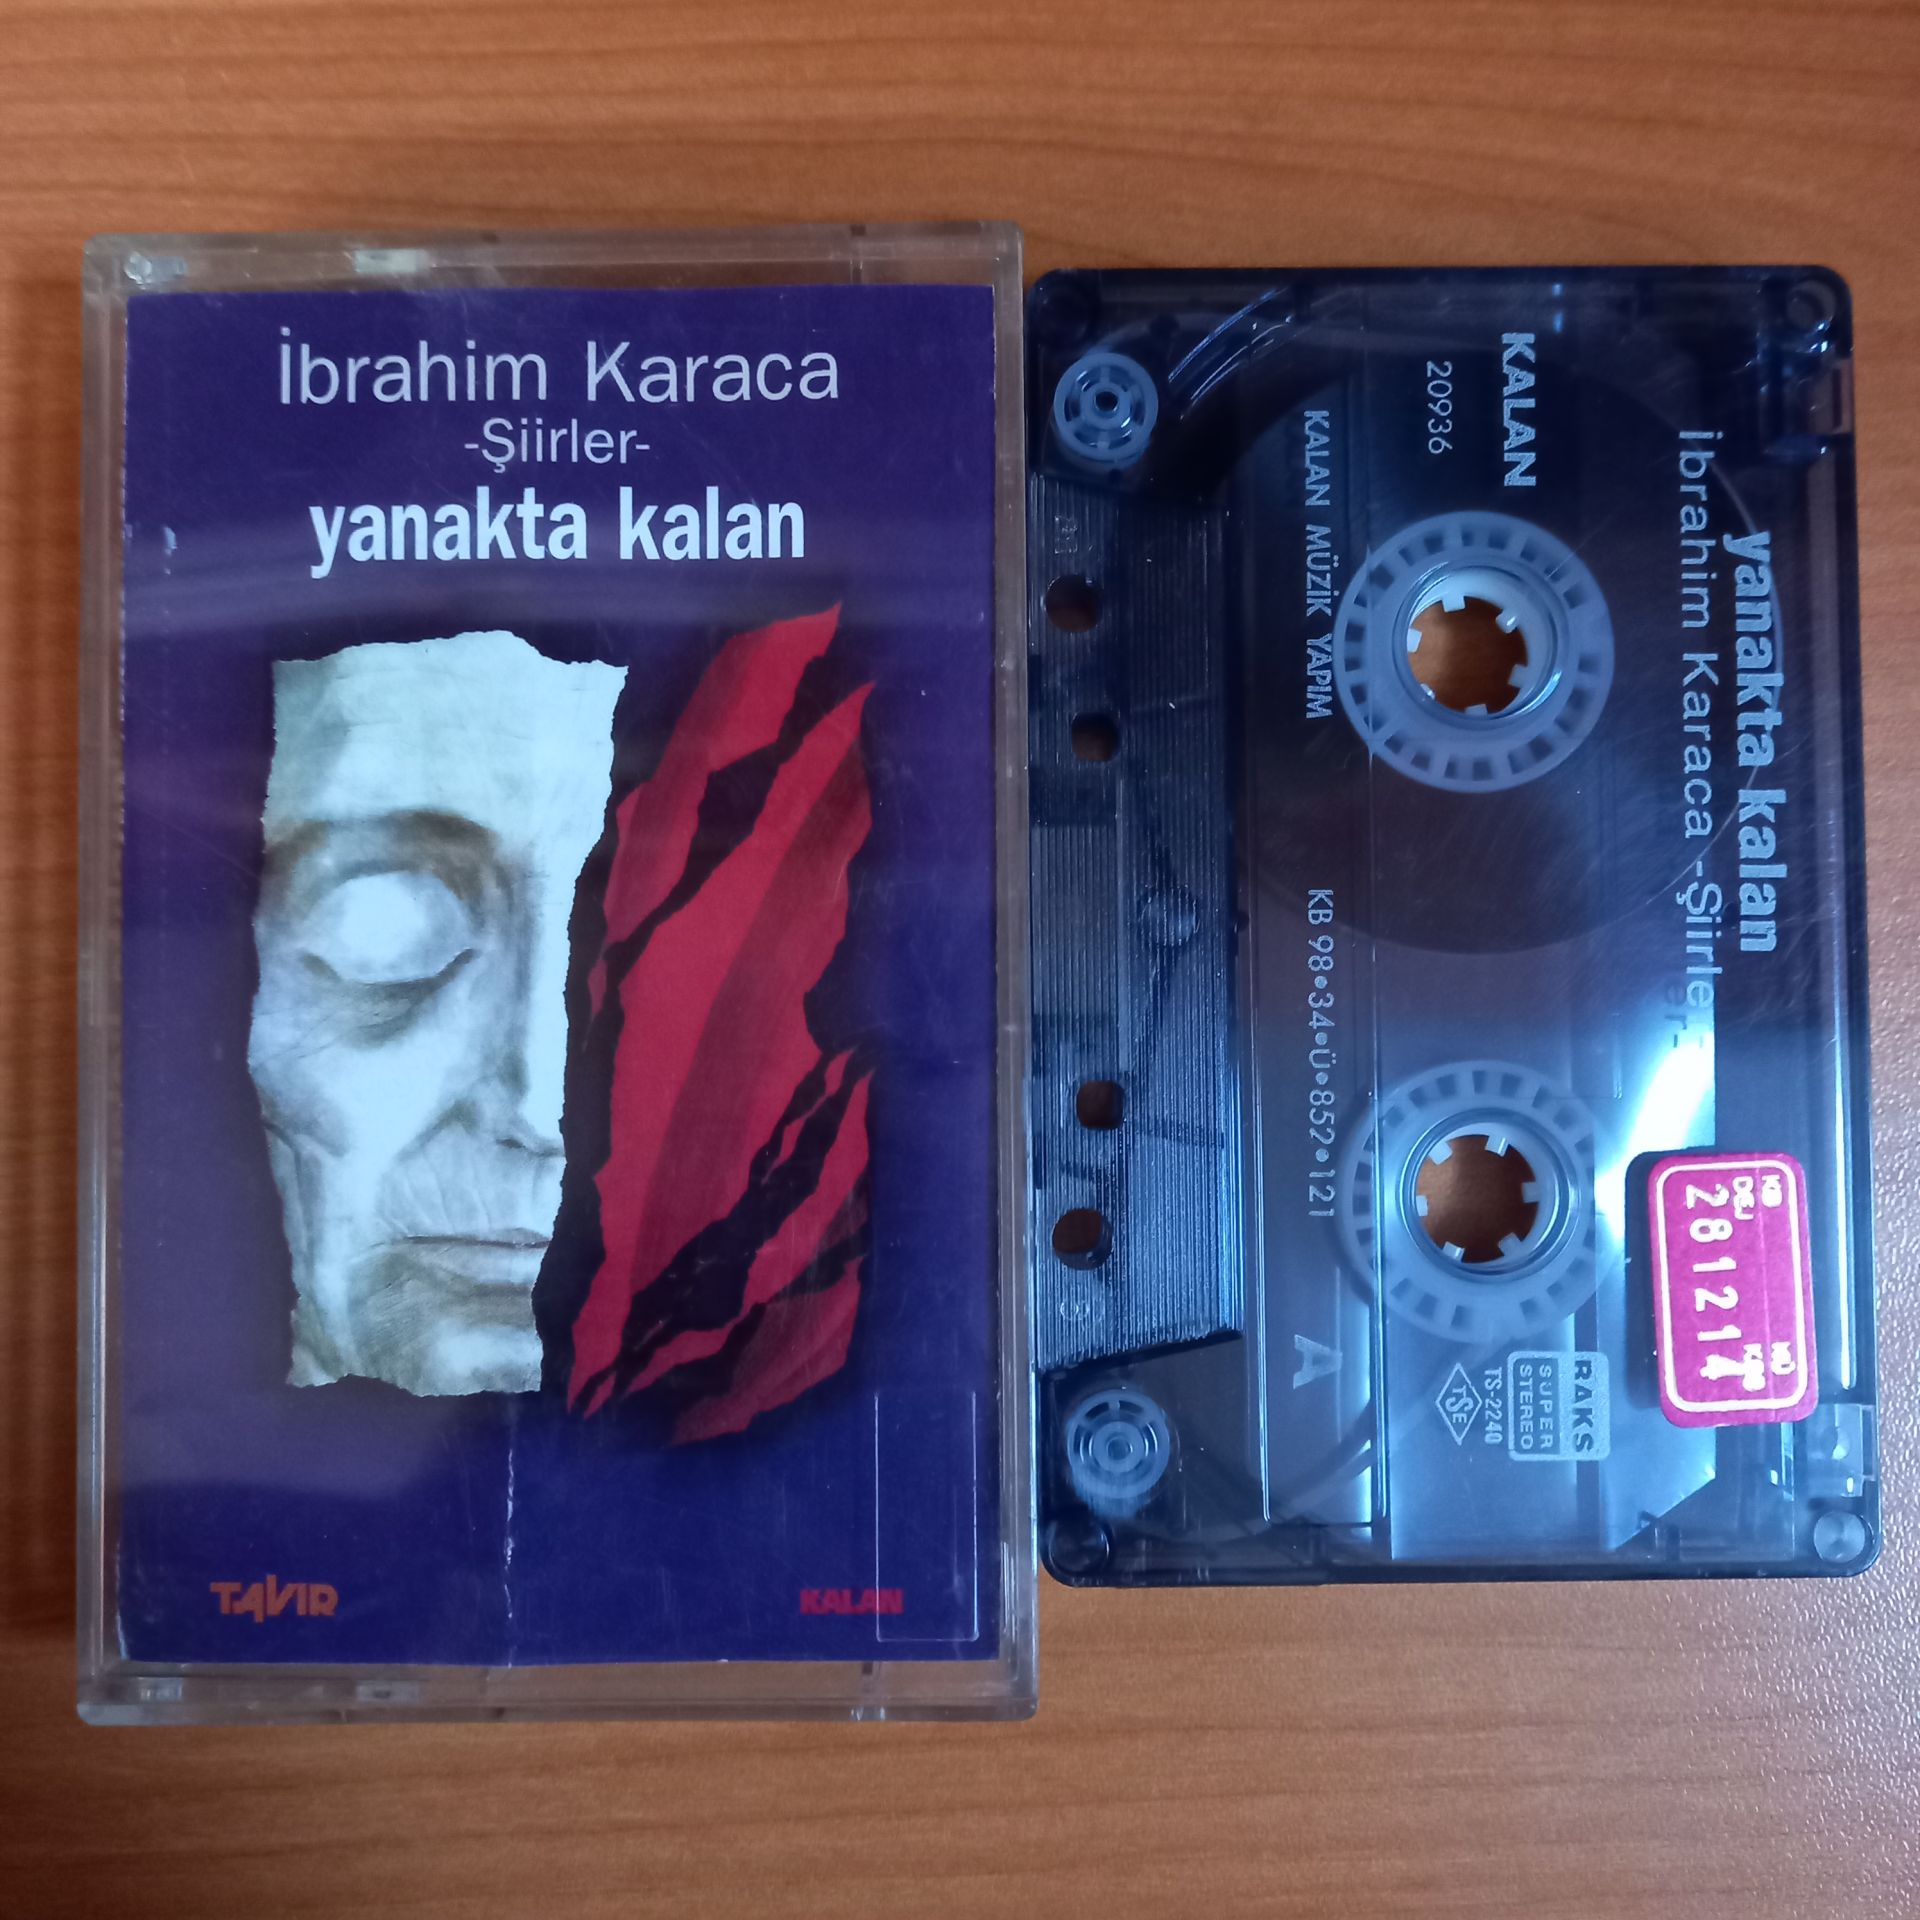 İbrahim Karaca
-Şiirler-
yanakta kalan
TAVIR
KALAN
yanakta kalan
İbrahim Karaca -Şiirler-
KALAN
20936
KALAN MÜZİK YAPIM
KB 98•34•Ü•852•121
A
RAKS
SUPER
STEREO
TS-2240
TSE
281214